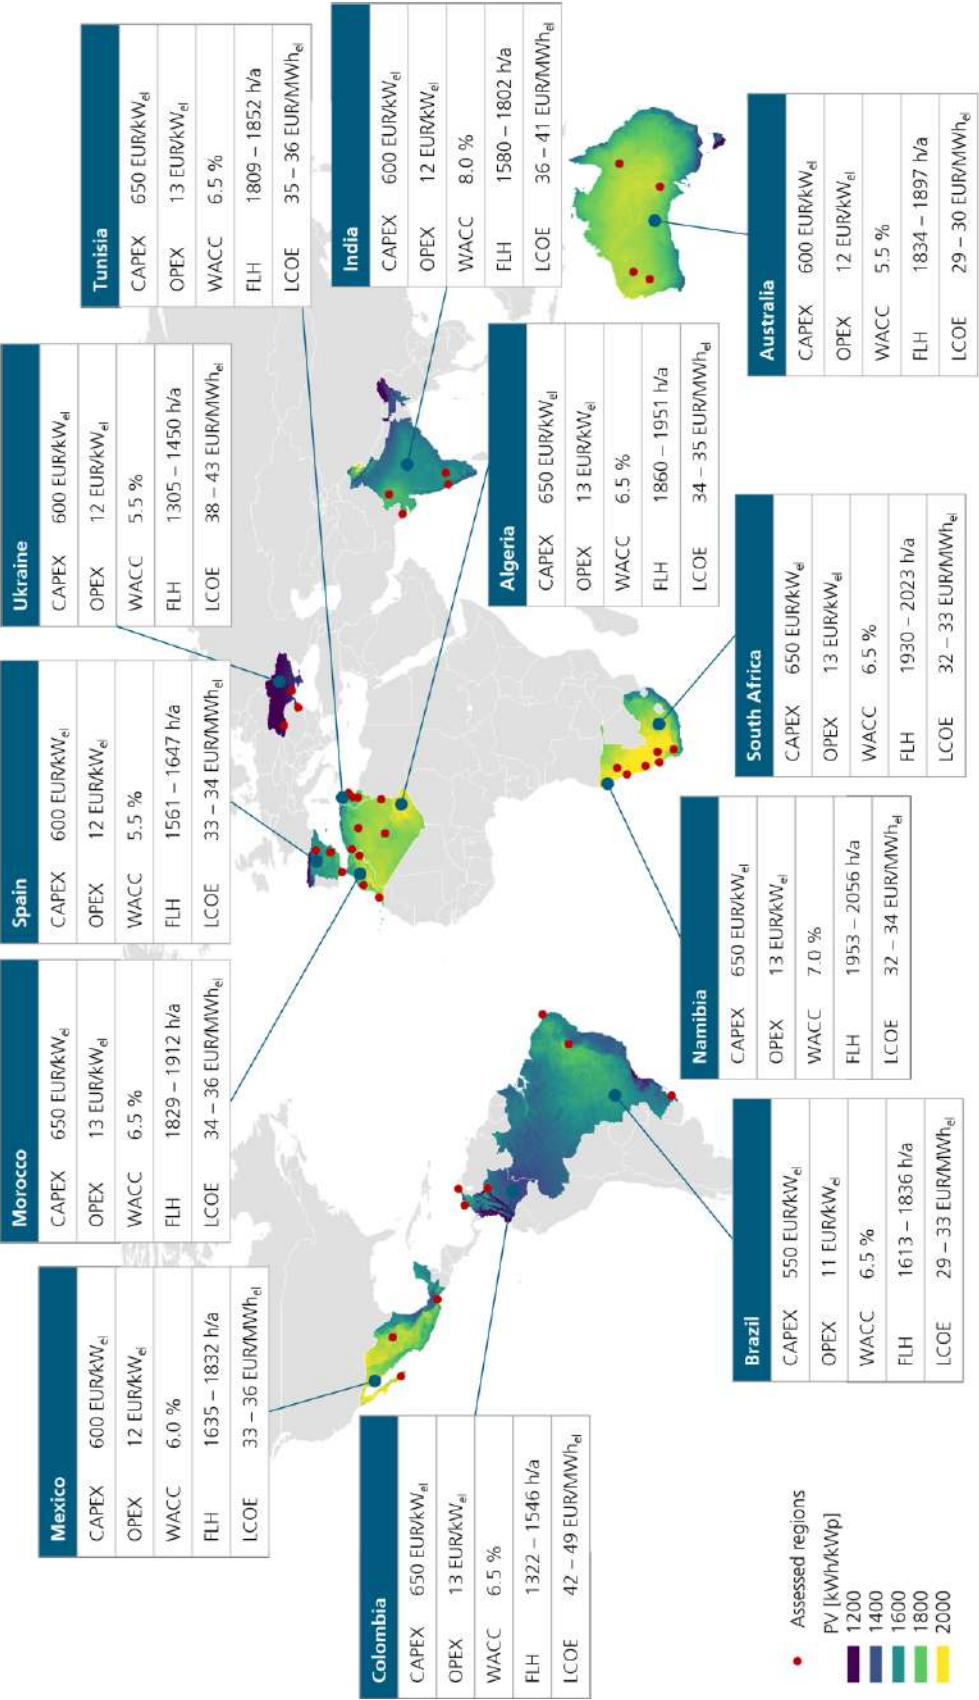 Mexico
CAPEX 600 EUR/kWel
OPEX 12 EUR/kWel
WACC 6.0 %
FLH 1635 – 1832 h/a
LCOE 33 – 36 EUR/MWhel
Morocco
CAPEX 650 EUR/kWel
OPEX 13 EUR/kWel
WACC 6.5 %
FLH 1829 – 1912 h/a
LCOE 34 – 36 EUR/MWhel
Spain
CAPEX 600 EUR/kWel
OPEX 12 EUR/kWel
WACC 5.5 %
FLH 1561 – 1647 h/a
LCOE 33 – 34 EUR/MWhel
Ukraine
CAPEX 600 EUR/kWel
OPEX 12 EUR/kWel
WACC 5.5 %
FLH 1305 – 1450 h/a
LCOE 38 – 43 EUR/MWhel
Tunisia
CAPEX 650 EUR/kWel
OPEX 13 EUR/kWel
WACC 6.5 %
FLH 1809 – 1852 h/a
LCOE 35 – 36 EUR/MWhel
India
CAPEX 600 EUR/kWel
OPEX 12 EUR/kWel
WACC 8.0 %
FLH 1580 – 1802 h/a
LCOE 36 – 41 EUR/MWhel
Colombia
CAPEX 650 EUR/kWel
OPEX 13 EUR/kWel
WACC 6.5 %
FLH 1322 – 1546 h/a
LCOE 42 – 49 EUR/MWhel
Algeria
CAPEX 650 EUR/kWel
OPEX 13 EUR/kWel
WACC 6.5 %
FLH 1860 – 1951 h/a
LCOE 34 – 35 EUR/MWhel
Brazil
CAPEX 550 EUR/kWel
OPEX 11 EUR/kWel
WACC 6.5 %
FLH 1613 – 1836 h/a
LCOE 29 – 33 EUR/MWhel
Namibia
CAPEX 650 EUR/kWel
OPEX 13 EUR/kWel
WACC 7.0 %
FLH 1953 – 2056 h/a
LCOE 32 – 34 EUR/MWhel
South Africa
CAPEX 650 EUR/kWel
OPEX 13 EUR/kWel
WACC 6.5 %
FLH 1930 – 2023 h/a
LCOE 32 – 33 EUR/MWhel
Australia
CAPEX 600 EUR/kWel
OPEX 12 EUR/kWel
WACC 5.5 %
FLH 1834 – 1897 h/a
LCOE 29 – 30 EUR/MWhel
Assessed regions
PV [kWh/kWp]
1200
1400
1600
1800
2000